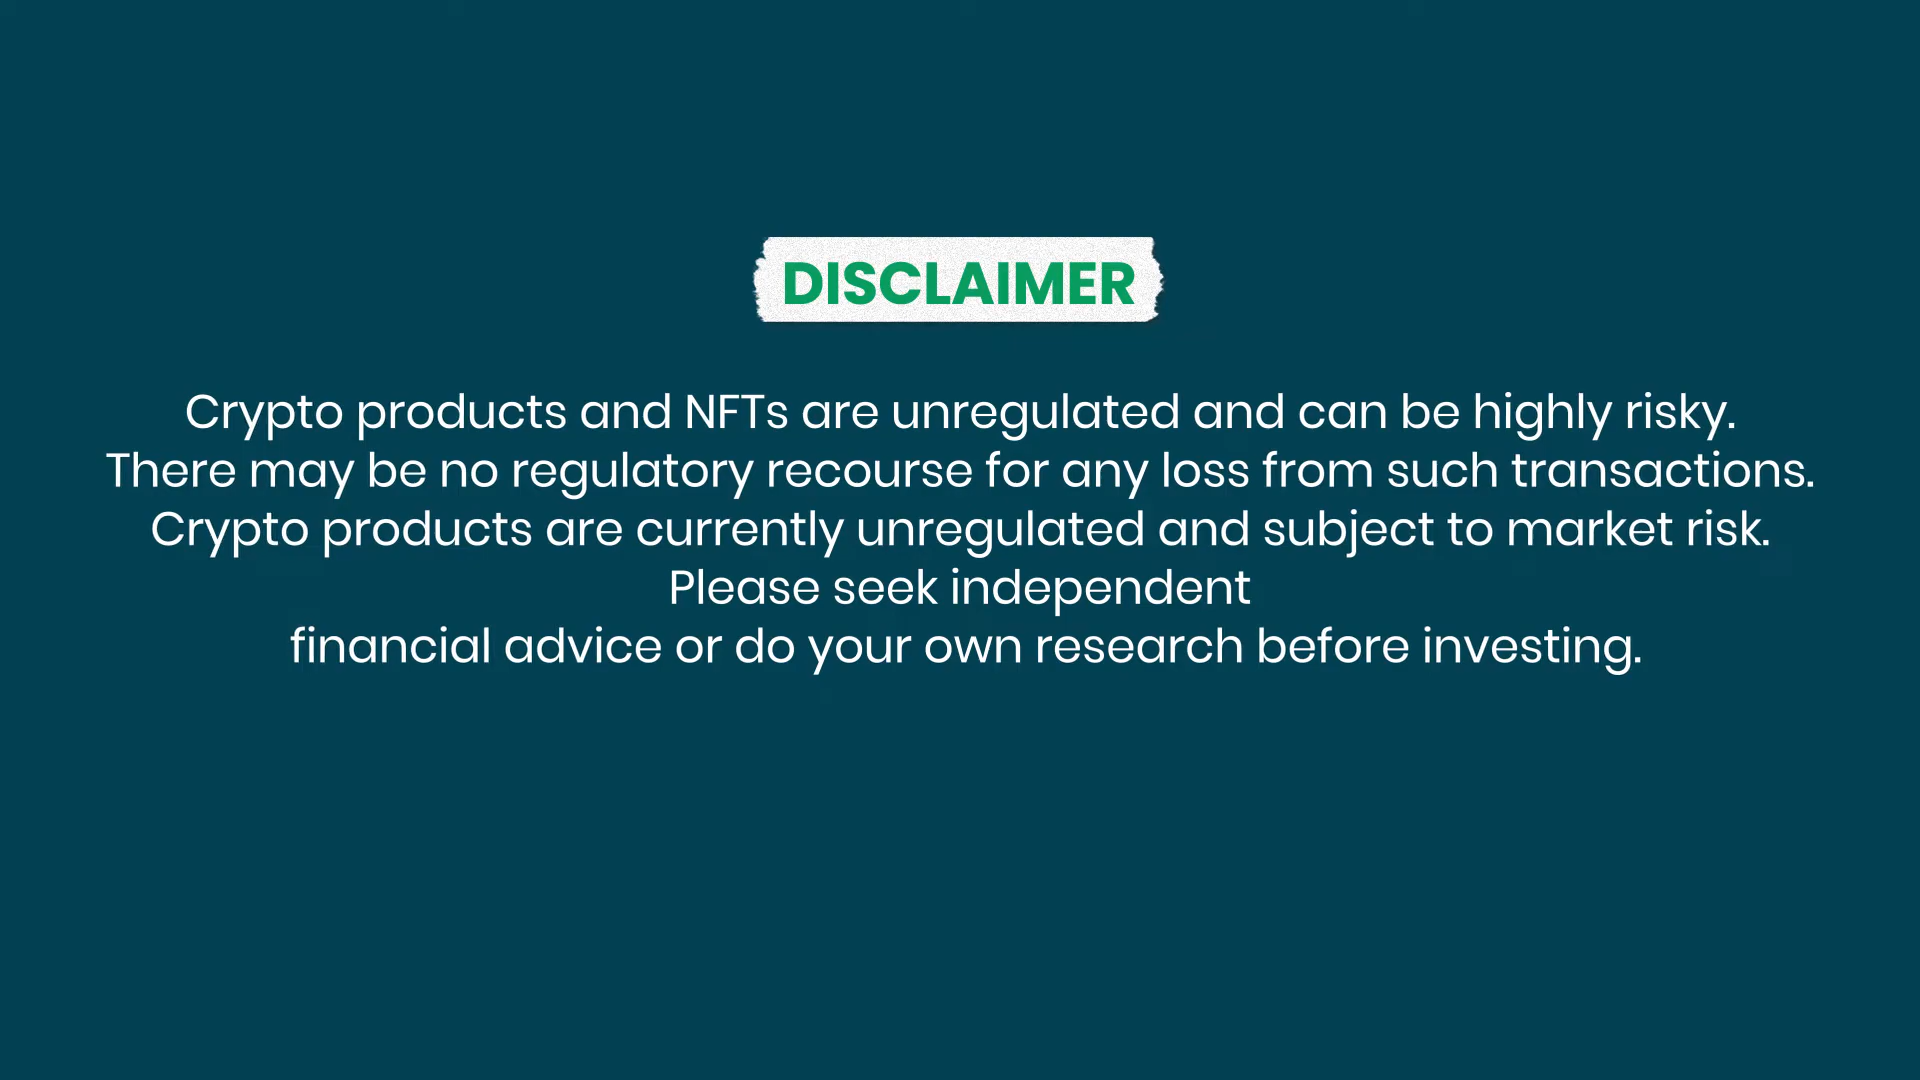 DISCLAIMER
Crypto products and NFTs are unregulated and can be highly risky.
There may be no regulatory recourse for any loss from such transactions.
Crypto products are currently unregulated and subject to market risk.
Please seek independent
financial advice or do your own research before investing.